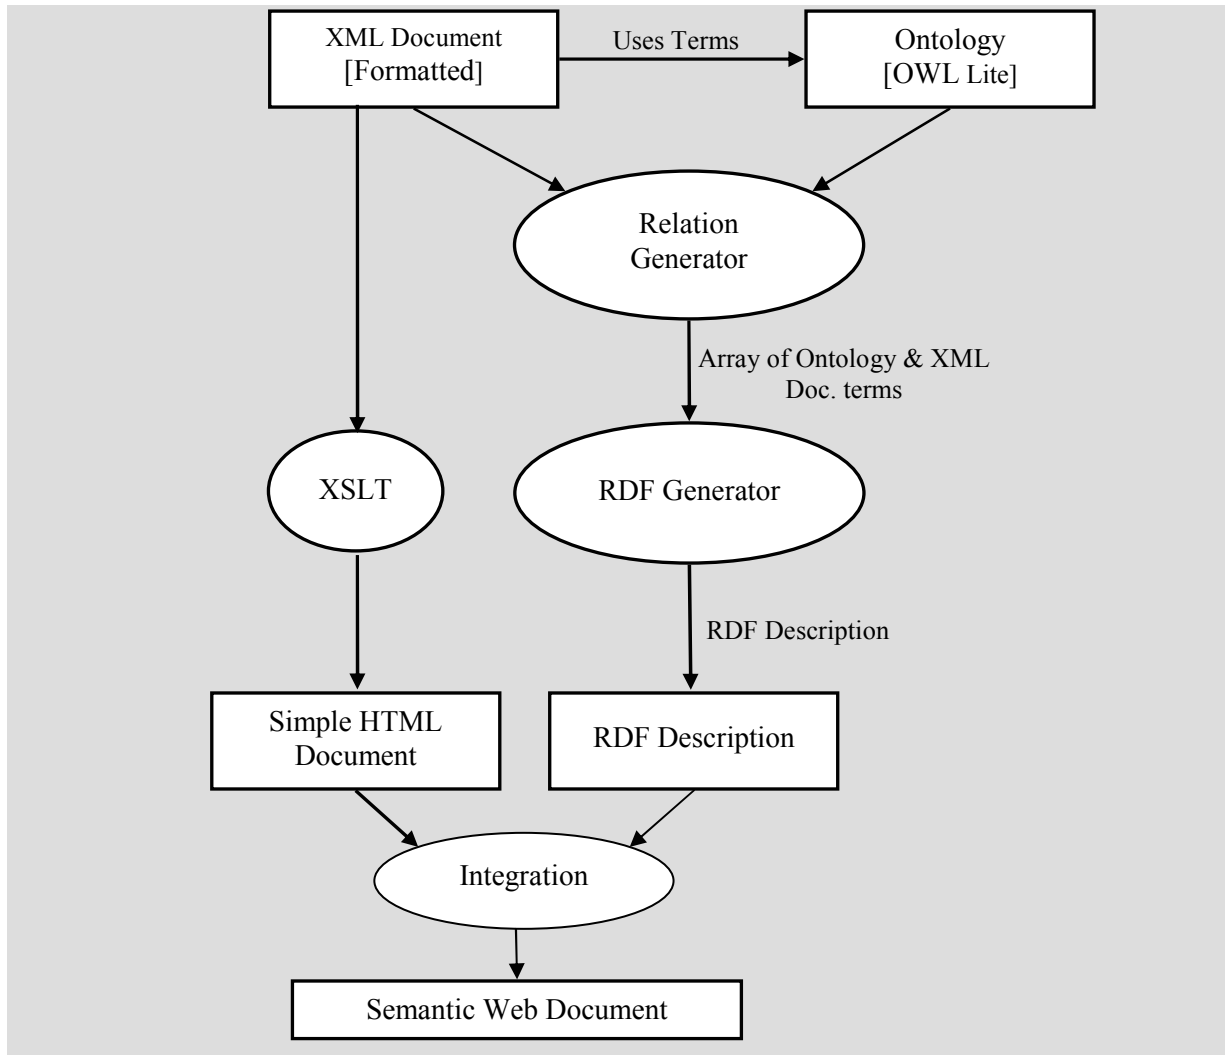 XML Document
[Formatted]
Uses Terms
Ontology
[OWL Lite]
Relation
Generator
Array of Ontology & XML
Doc. terms
XSLT
RDF Generator
RDF Description
Simple HTML
Document
RDF Description
Integration
Semantic Web Document